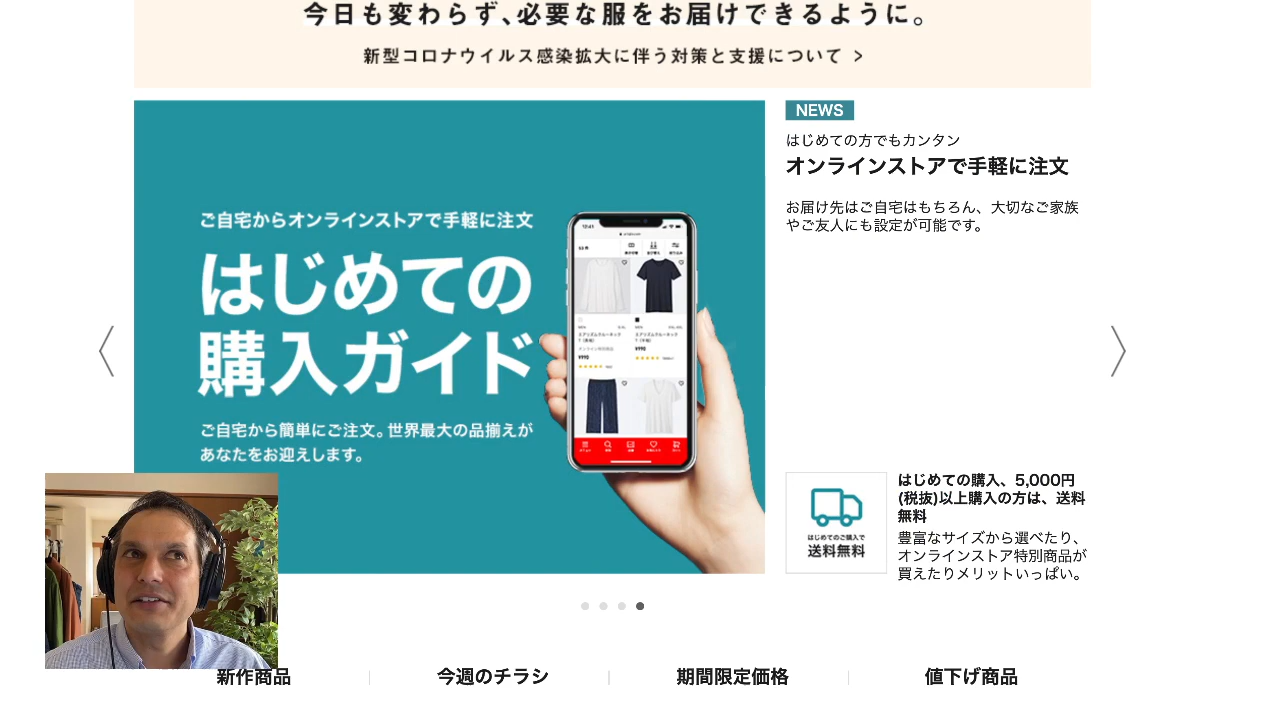 今日も変わらず、必要な服をお届けできるように。
新型コロナウイルス感染拡大に伴う対策と支援について >
ご自宅からオンラインストアで手軽に注文
はじめての
購入ガイド
ご自宅から簡単にご注文。世界最大の品揃えが
あなたをお迎えします。
NEWS
はじめての方でもカンタン
オンラインストアで手軽に注文
お届け先はご自宅はもちろん、大切なご家族
やご友人にも設定が可能です。
はじめてのご購入で
送料無料
はじめての購入、5,000円
(税抜)以上購入の方は、送料
無料
豊富なサイズから選べたり、
オンラインストア特別商品が
買えたりメリットいっぱい。
新作商品
今週のチラシ
期間限定価格
値下げ商品